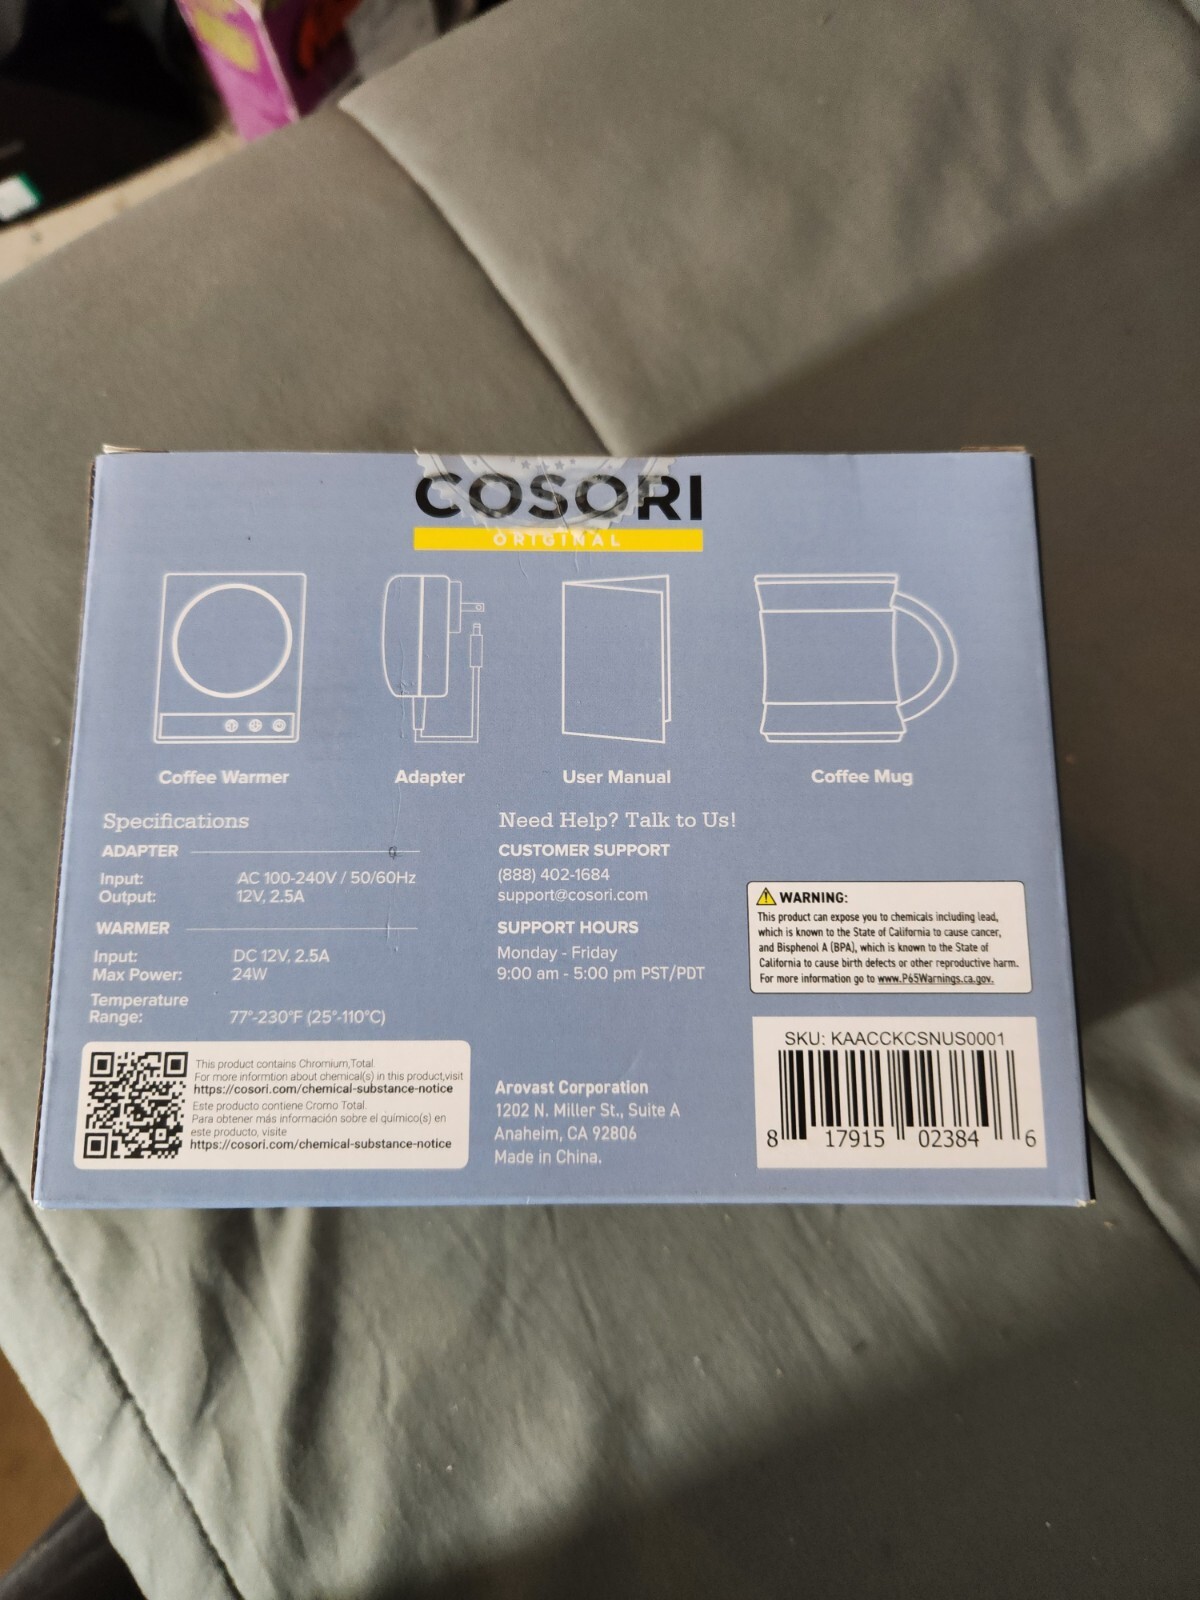 COSORI
ORIGINAL
Coffee Warmer
Adapter
User Manual
Coffee Mug
Specifications
ADAPTER
Input: AC 100-240V / 50/60Hz
Output: 12V, 2.5A
WARMER
Input: DC 12V, 2.5A
Max Power: 24W
Temperature
Range: 77°-230°F (25°-110°C)
This product contains Chromium,Total.
For more informtion about chemical(s) in this product,visit
https://cosori.com/chemical-substance-notice
Este producto contiene Cromo Total.
Para obtener más información sobre el químico(s) en
este producto, visite
https://cosori.com/chemical-substance-notice
Need Help? Talk to Us!
CUSTOMER SUPPORT
(888) 402-1684
support@cosori.com
SUPPORT HOURS
Monday - Friday
9:00 am - 5:00 pm PST/PDT
Arovast Corporation
1202 N. Miller St., Suite A
Anaheim, CA 92806
Made in China.
WARNING:
This product can expose you to chemicals including lead,
which is known to the State of California to cause cancer,
and Bisphenol A (BPA), which is known to the State of
California to cause birth defects or other reproductive harm.
For more information go to www.P65Warnings.ca.gov.
SKU: KAACCKCSNUS0001
8 17915 02384 6